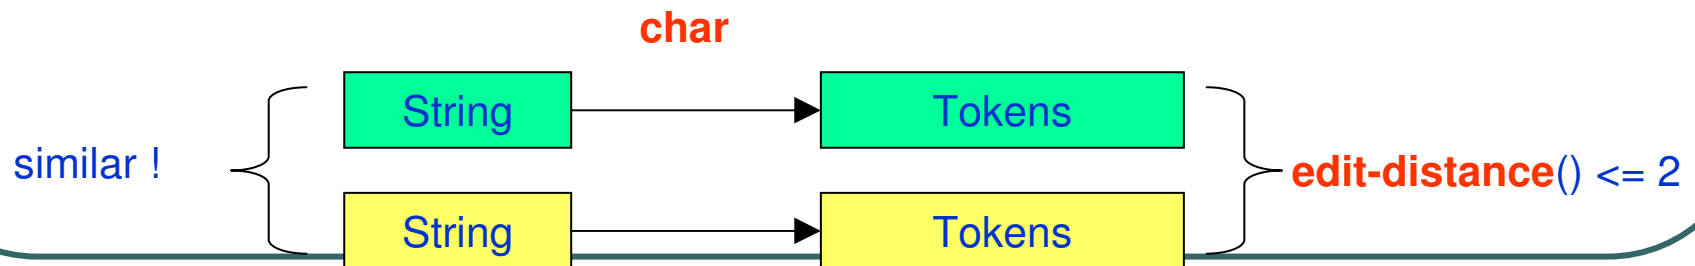 char
String Tokens
similar !
edit-distance() <= 2
String Tokens